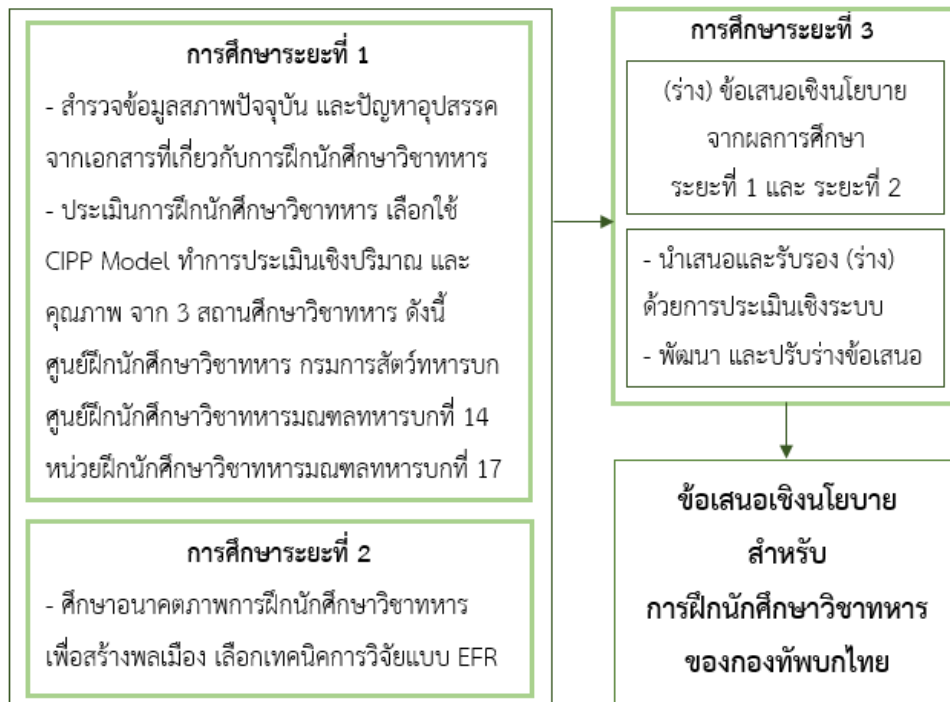 การศึกษาระยะที่ 1
- สำรวจข้อมูลสภาพปัจจุบัน และปัญหาอุปสรรค
จากเอกสารที่เกี่ยวกับการฝึกนักศึกษาวิชาทหาร
- ประเมินการฝึกนักศึกษาวิชาทหาร เลือกใช้
CIPP Model ทำการประเมินเชิงปริมาณ และ
คุณภาพ จาก 3 สถานศึกษาวิชาทหาร ดังนี้
ศูนย์ฝึกนักศึกษาวิชาทหาร กรมการสัตว์ทหารบก
ศูนย์ฝึกนักศึกษาวิชาทหารมณฑลทหารบกที่ 14
หน่วยฝึกนักศึกษาวิชาทหารมณฑลทหารบกที่ 17
การศึกษาระยะที่ 2
- ศึกษาอนาคตภาพการฝึกนักศึกษาวิชาทหาร
เพื่อสร้างพลเมือง เลือกเทคนิคการวิจัยแบบ EFR
การศึกษาระยะที่ 3
(ร่าง) ข้อเสนอเชิงนโยบาย
จากผลการศึกษา
ระยะที่ 1 และ ระยะที่ 2
- นำเสนอและรับรอง (ร่าง)
ด้วยการประเมินเชิงระบบ
- พัฒนา และปรับร่างข้อเสนอ
ข้อเสนอเชิงนโยบาย
สำหรับ
การฝึกนักศึกษาวิชาทหาร
ของกองทัพบกไทย